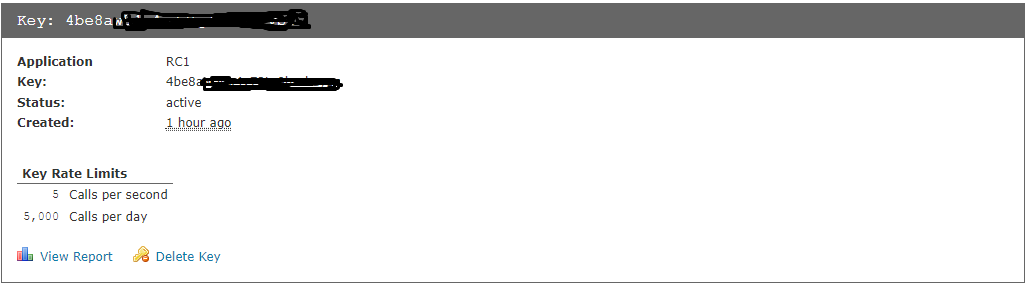 Key: 4be8a
Application RC1
Key: 4be8a
Status: active
Created: 1 hour ago
Key Rate Limits
5 Calls per second
5,000 Calls per day
View Report Delete Key